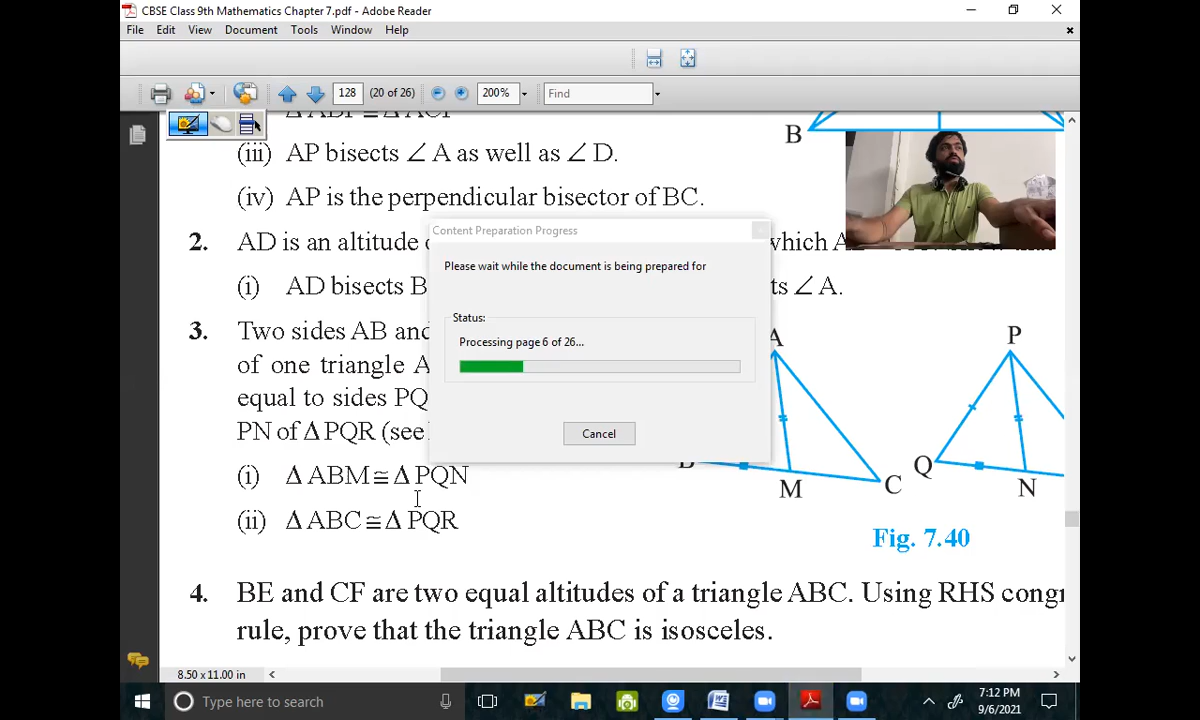 CBSE Class 9th Mathematics Chapter 7.pdf - Adobe Reader
File Edit View Document Tools Window Help
128 (20 of 26) 200% Find
(iii) AP bisects ∠ A as well as ∠ D.
B
(iv) AP is the perpendicular bisector of BC.
2. AD is an altitude
which A
(i) AD bisects B
ts ∠ A.
Content Preparation Progress
Please wait while the document is being prepared for
Status:
Processing page 6 of 26...
Cancel
3. Two sides AB and
of one triangle A
equal to sides PQ
PN of Δ PQR (see
(i) Δ ABM ≅ Δ PQN
(ii) Δ ABC ≅ Δ PQR
A
P
B
M
C
Q
N
Fig. 7.40
4. BE and CF are two equal altitudes of a triangle ABC. Using RHS congr
rule, prove that the triangle ABC is isosceles.
8.50 x 11.00 in
Type here to search
7:12 PM
9/6/2021